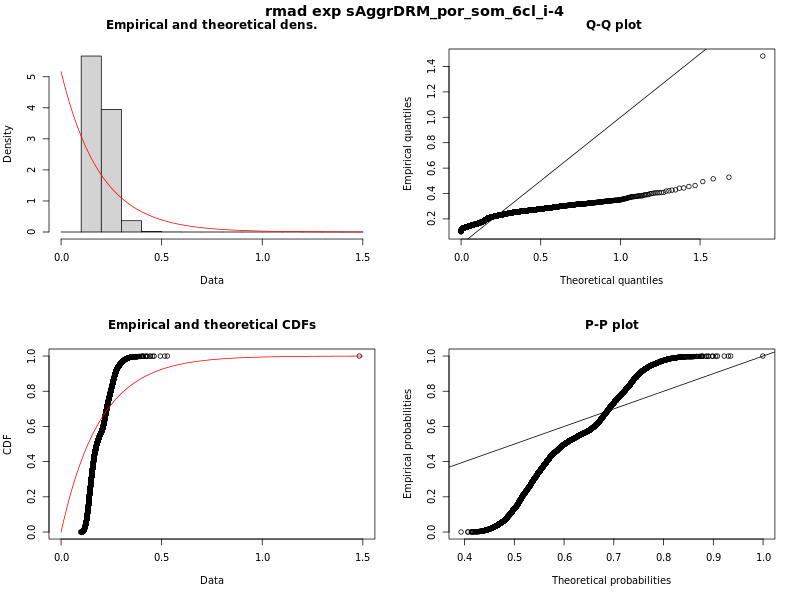 rmad exp sAggrDRM_por_som_6cl_i-4
Empirical and theoretical dens.
Density
0 1 2 3 4 5
0.0 0.5 1.0 1.5
Data
Q-Q plot
Empirical quantiles
0.2 0.4 0.6 0.8 1.0 1.2 1.4
0.0 0.5 1.0 1.5
Theoretical quantiles
Empirical and theoretical CDFs
CDF
0.0 0.2 0.4 0.6 0.8 1.0
0.0 0.5 1.0 1.5
Data
P-P plot
Empirical probabilities
0.0 0.2 0.4 0.6 0.8 1.0
0.4 0.5 0.6 0.7 0.8 0.9 1.0
Theoretical probabilities